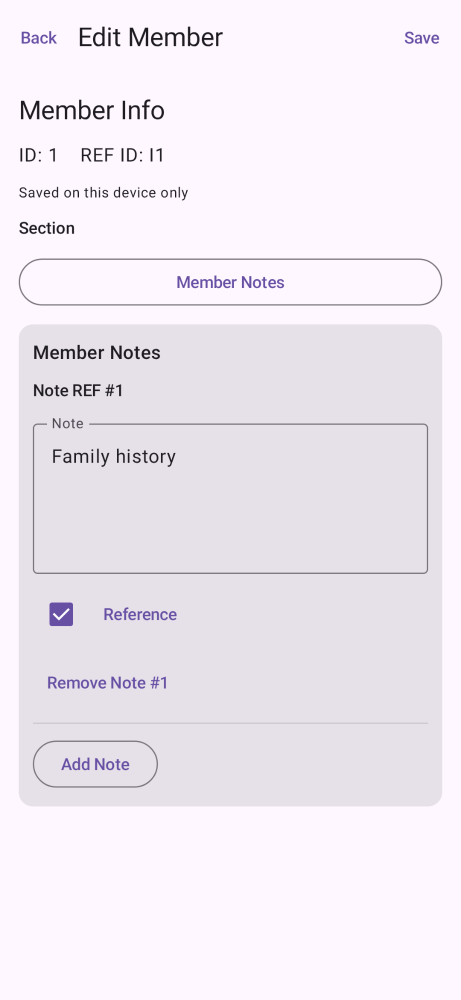 Back Edit Member Save
Member Info
ID: 1 REF ID: I1
Saved on this device only
Section
Member Notes
Member Notes
Note REF #1
Note
Family history
Reference
Remove Note #1
Add Note